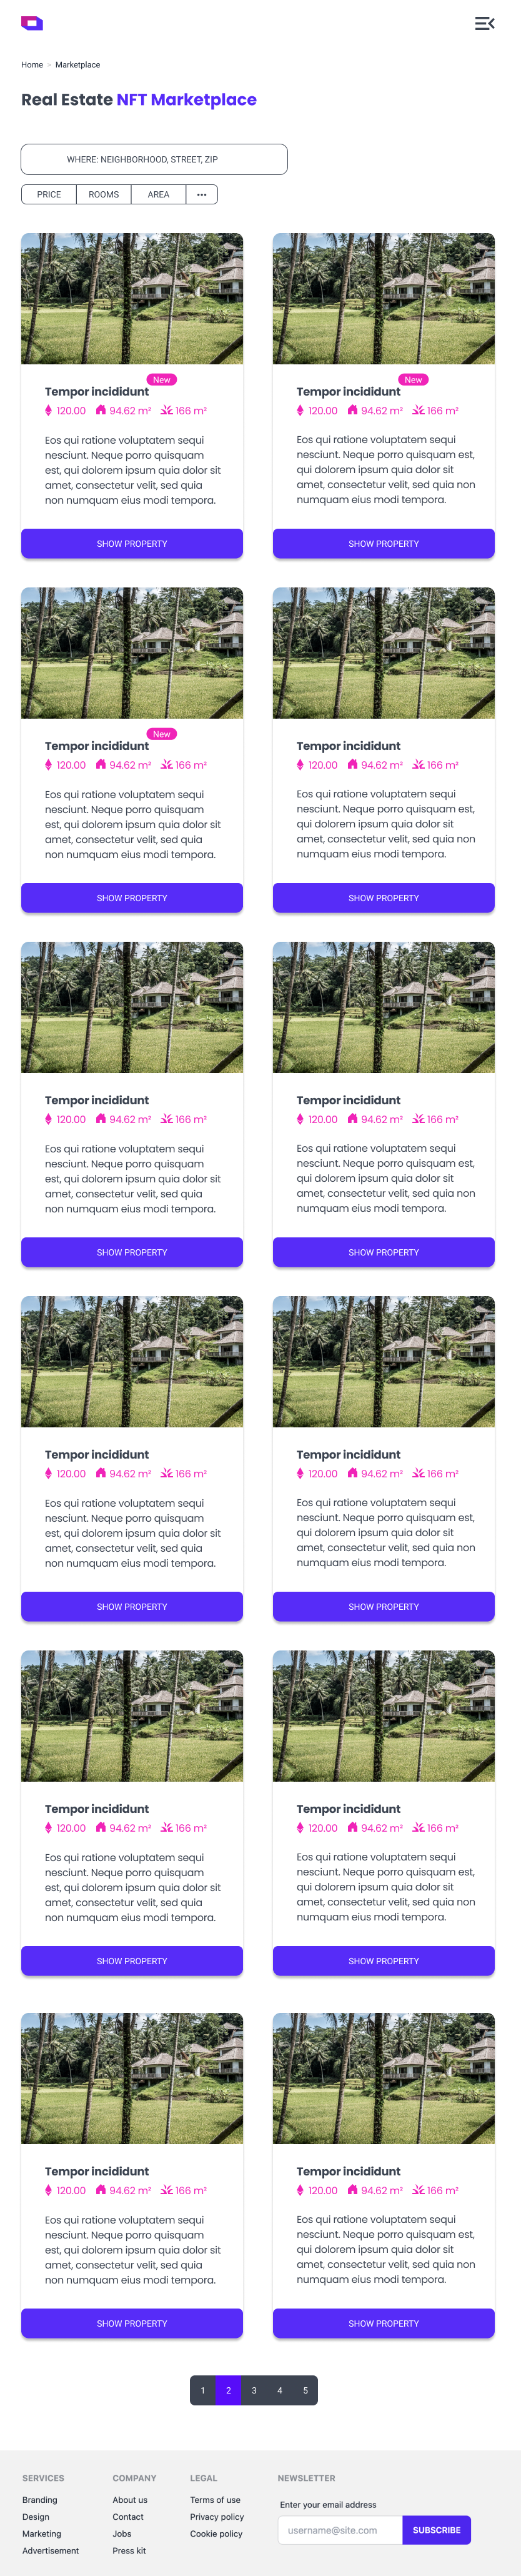 Home > Marketplace
Real Estate NFT Marketplace
WHERE: NEIGHBORHOOD, STREET, ZIP
PRICE ROOMS AREA •••
New
Tempor incididunt
120.00 94.62 m² 166 m²
Eos qui ratione voluptatem sequi
nesciunt. Neque porro quisquam
est, qui dolorem ipsum quia dolor sit
amet, consectetur velit, sed quia
non numquam eius modi tempora.
SHOW PROPERTY
New
Tempor incididunt
120.00 94.62 m² 166 m²
Eos qui ratione voluptatem sequi
nesciunt. Neque porro quisquam est,
qui dolorem ipsum quia dolor sit
amet, consectetur velit, sed quia non
numquam eius modi tempora.
SHOW PROPERTY
New
Tempor incididunt
120.00 94.62 m² 166 m²
Eos qui ratione voluptatem sequi
nesciunt. Neque porro quisquam
est, qui dolorem ipsum quia dolor sit
amet, consectetur velit, sed quia
non numquam eius modi tempora.
SHOW PROPERTY
Tempor incididunt
120.00 94.62 m² 166 m²
Eos qui ratione voluptatem sequi
nesciunt. Neque porro quisquam est,
qui dolorem ipsum quia dolor sit
amet, consectetur velit, sed quia non
numquam eius modi tempora.
SHOW PROPERTY
Tempor incididunt
120.00 94.62 m² 166 m²
Eos qui ratione voluptatem sequi
nesciunt. Neque porro quisquam
est, qui dolorem ipsum quia dolor sit
amet, consectetur velit, sed quia
non numquam eius modi tempora.
SHOW PROPERTY
Tempor incididunt
120.00 94.62 m² 166 m²
Eos qui ratione voluptatem sequi
nesciunt. Neque porro quisquam est,
qui dolorem ipsum quia dolor sit
amet, consectetur velit, sed quia non
numquam eius modi tempora.
SHOW PROPERTY
Tempor incididunt
120.00 94.62 m² 166 m²
Eos qui ratione voluptatem sequi
nesciunt. Neque porro quisquam
est, qui dolorem ipsum quia dolor sit
amet, consectetur velit, sed quia
non numquam eius modi tempora.
SHOW PROPERTY
Tempor incididunt
120.00 94.62 m² 166 m²
Eos qui ratione voluptatem sequi
nesciunt. Neque porro quisquam est,
qui dolorem ipsum quia dolor sit
amet, consectetur velit, sed quia non
numquam eius modi tempora.
SHOW PROPERTY
Tempor incididunt
120.00 94.62 m² 166 m²
Eos qui ratione voluptatem sequi
nesciunt. Neque porro quisquam
est, qui dolorem ipsum quia dolor sit
amet, consectetur velit, sed quia
non numquam eius modi tempora.
SHOW PROPERTY
Tempor incididunt
120.00 94.62 m² 166 m²
Eos qui ratione voluptatem sequi
nesciunt. Neque porro quisquam est,
qui dolorem ipsum quia dolor sit
amet, consectetur velit, sed quia non
numquam eius modi tempora.
SHOW PROPERTY
Tempor incididunt
120.00 94.62 m² 166 m²
Eos qui ratione voluptatem sequi
nesciunt. Neque porro quisquam
est, qui dolorem ipsum quia dolor sit
amet, consectetur velit, sed quia
non numquam eius modi tempora.
SHOW PROPERTY
Tempor incididunt
120.00 94.62 m² 166 m²
Eos qui ratione voluptatem sequi
nesciunt. Neque porro quisquam est,
qui dolorem ipsum quia dolor sit
amet, consectetur velit, sed quia non
numquam eius modi tempora.
SHOW PROPERTY
1 2 3 4 5
SERVICES
Branding
Design
Marketing
Advertisement
COMPANY
About us
Contact
Jobs
Press kit
LEGAL
Terms of use
Privacy policy
Cookie policy
NEWSLETTER
Enter your email address
username@site.com SUBSCRIBE